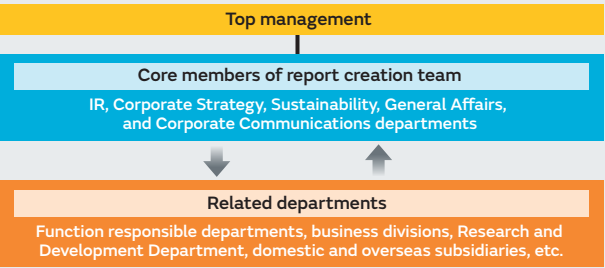 Top management
Core members of report creation team
IR, Corporate Strategy, Sustainability, General Affairs,
and Corporate Communications departments
Related departments
Function responsible departments, business divisions, Research and
Development Department, domestic and overseas subsidiaries, etc.